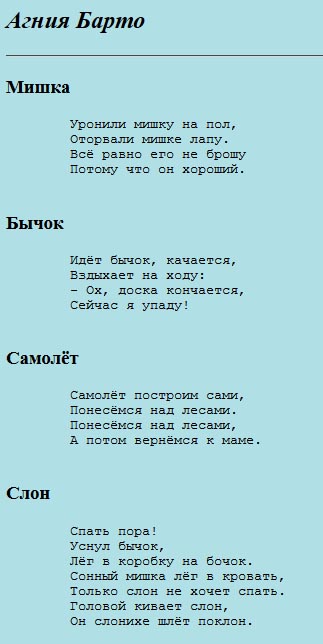 Агния Барто
Мишка
Уронили мишку на пол,
Оторвали мишке лапу.
Всё равно его не брошу
Потому что он хороший.
Бычок
Идёт бычок, качается,
Вздыхает на ходу:
- Ох, доска кончается,
Сейчас я упаду!
Самолёт
Самолёт построим сами,
Понесёмся над лесами.
Понесёмся над лесами,
А потом вернёмся к маме.
Слон
Спать пора!
Уснул бычок,
Лёг в коробку на бочок.
Сонный мишка лёг в кровать,
Только слон не хочет спать.
Головой кивает слон,
Он слонихе шлёт поклон.